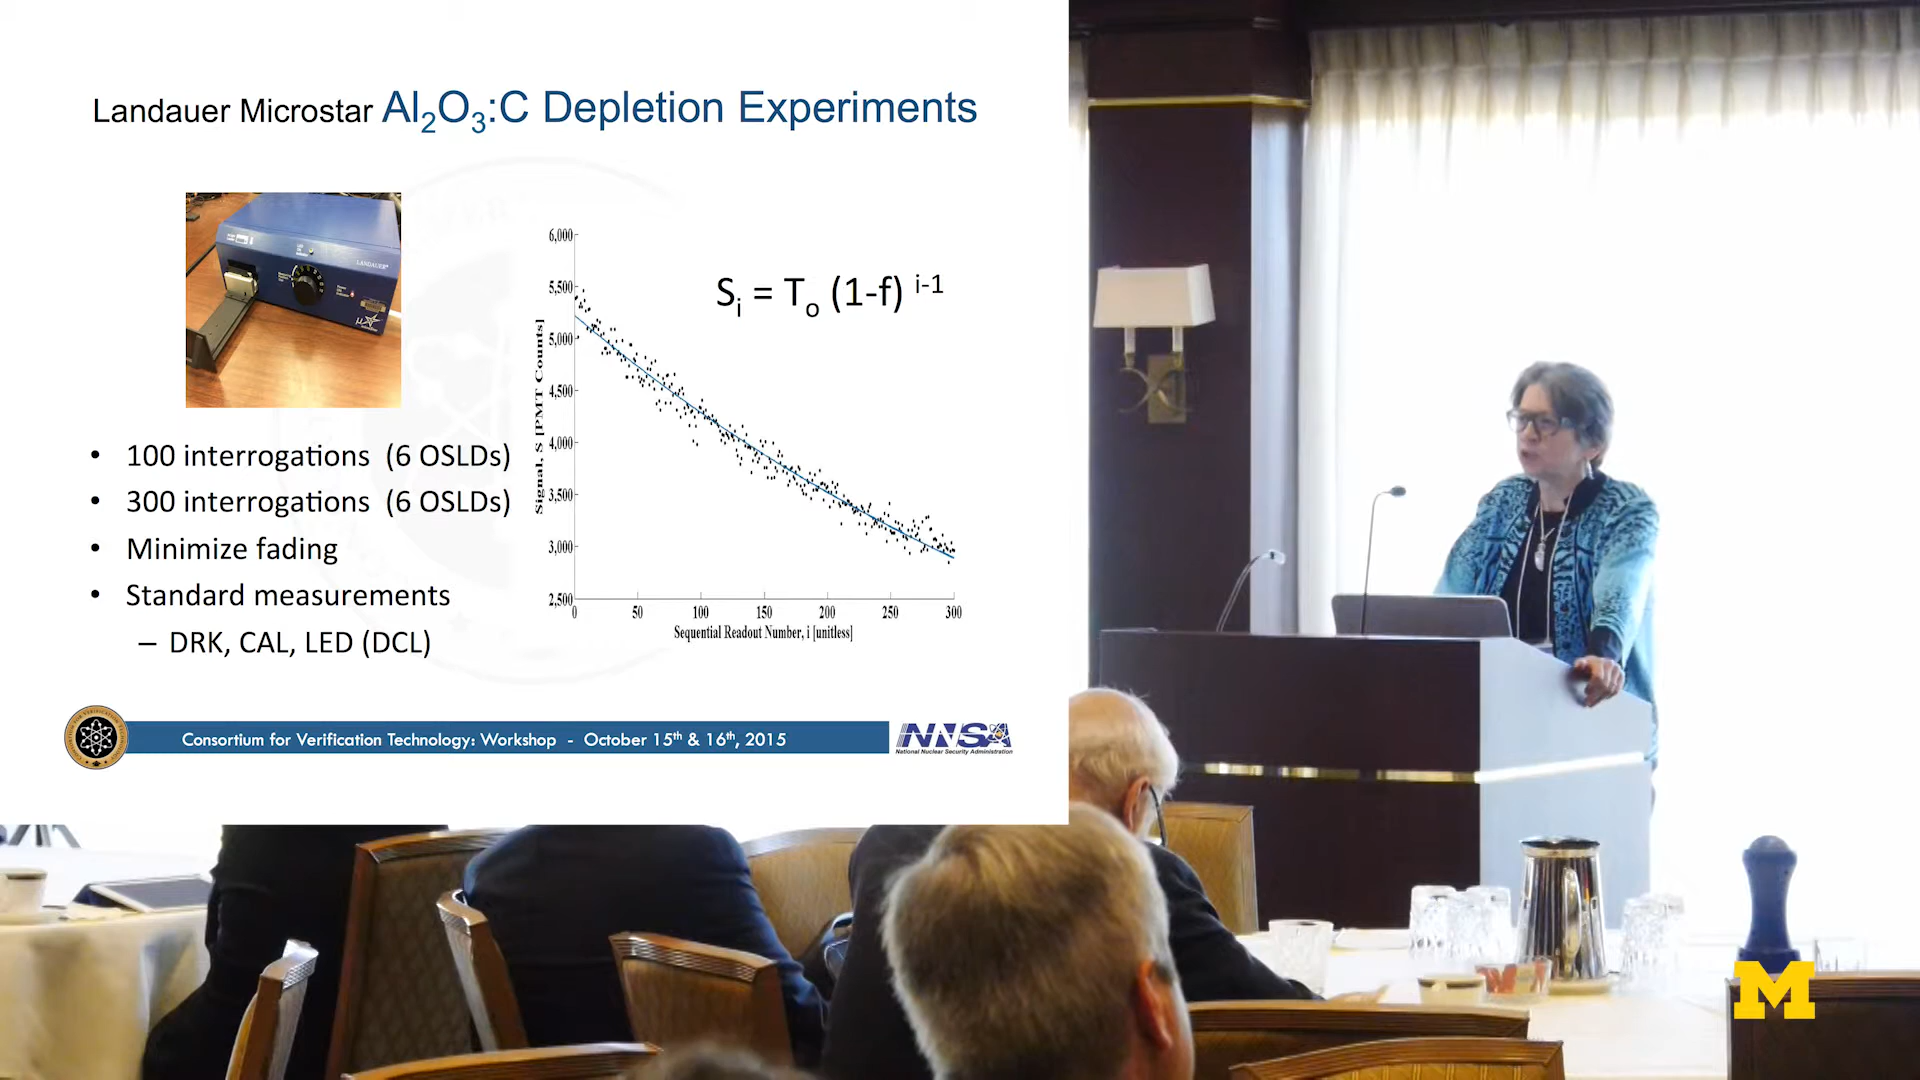 Landauer Microstar Al2O3:C Depletion Experiments
LANDAUER
6,000
5,500
5,000
4,500
4,000
3,500
3,000
2,500
Signal, S [PMT Counts]
Si = To (1-f) i-1
0 50 100 150 200 250 300
Sequential Readout Number, i [unitless]
• 100 interrogations (6 OSLDs)
• 300 interrogations (6 OSLDs)
• Minimize fading
• Standard measurements
– DRK, CAL, LED (DCL)
Consortium for Verification Technology: Workshop - October 15th & 16th, 2015
NNSA
National Nuclear Security Administration
M